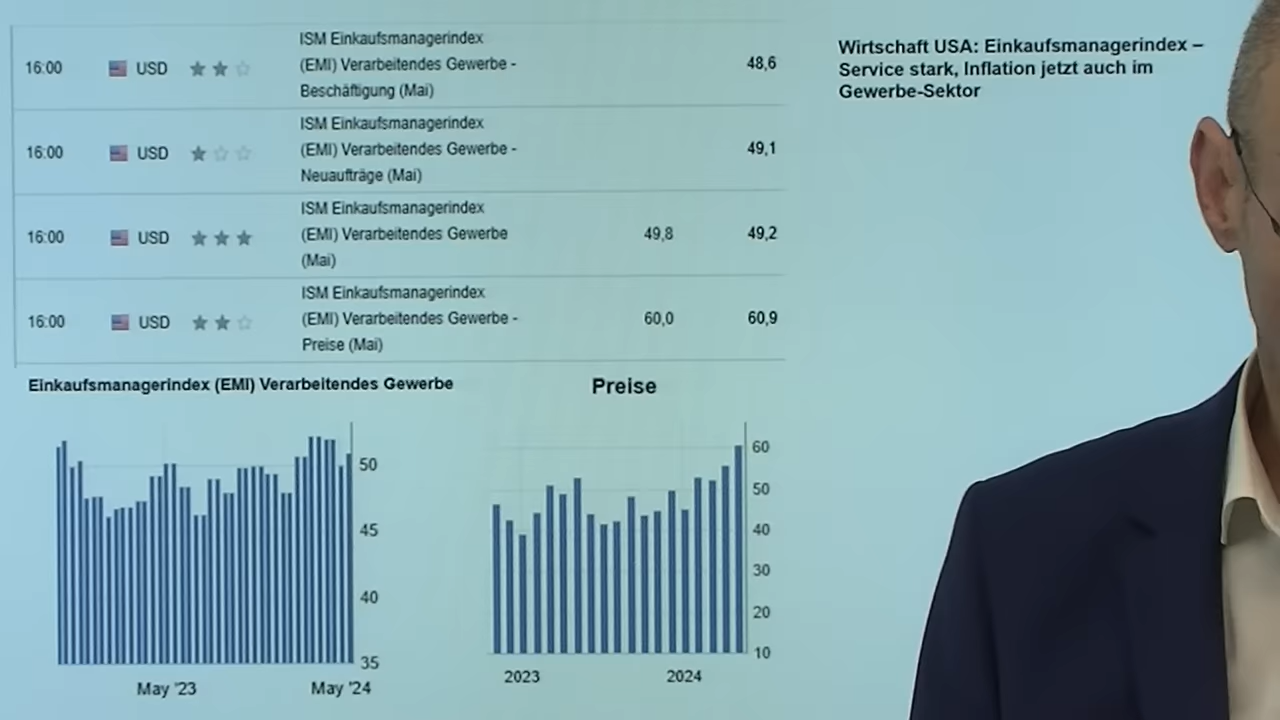 16:00 USD ISM Einkaufsmanagerindex
(EMI) Verarbeitendes Gewerbe -
Beschäftigung (Mai) 48,6
16:00 USD ISM Einkaufsmanagerindex
(EMI) Verarbeitendes Gewerbe -
Neuaufträge (Mai) 49,1
16:00 USD ISM Einkaufsmanagerindex
(EMI) Verarbeitendes Gewerbe
(Mai) 49,8 49,2
16:00 USD ISM Einkaufsmanagerindex
(EMI) Verarbeitendes Gewerbe -
Preise (Mai) 60,0 60,9
Wirtschaft USA: Einkaufsmanagerindex –
Service stark, Inflation jetzt auch im
Gewerbe-Sektor
Einkaufsmanagerindex (EMI) Verarbeitendes Gewerbe
50
45
40
35
May '23 May '24
Preise
60
50
40
30
20
10
2023 2024